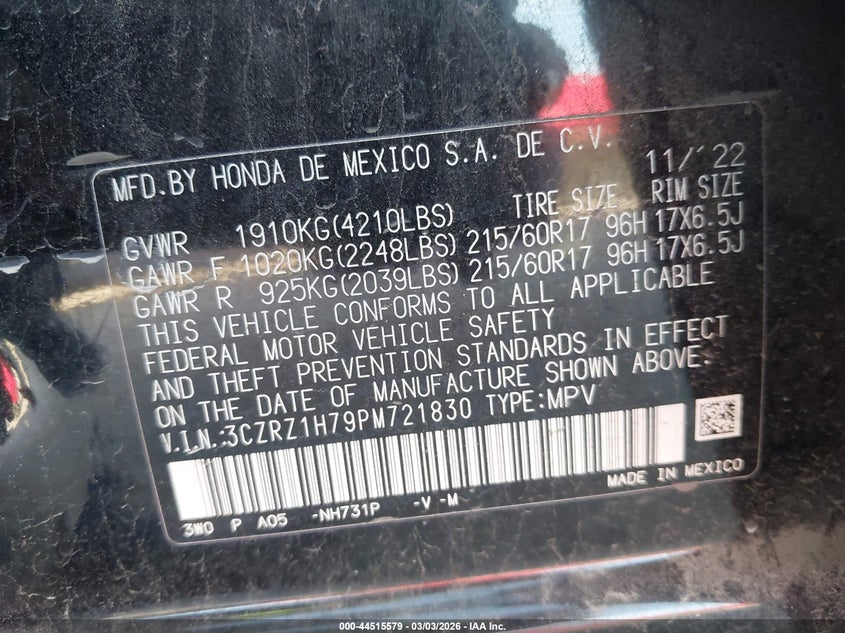 MFD.BY HONDA DE MEXICO S.A. DE C.V. 11/'22
TIRE SIZE RIM SIZE
GVWR 1910KG(4210LBS)
GAWR F 1020KG(2248LBS) 215/60R17 96H 17X6.5J
GAWR R 925KG(2039LBS) 215/60R17 96H 17X6.5J
THIS VEHICLE CONFORMS TO ALL APPLICABLE
FEDERAL MOTOR VEHICLE SAFETY
AND THEFT PREVENTION STANDARDS IN EFFECT
ON THE DATE OF MANUFACTURE SHOWN ABOVE.
V.I.N.:3CZRZ1H79PM721830 TYPE:MPV
MADE IN MEXICO
3W0 P A05 -NH731P -V -M
000-44515579 - 03/03/2026 - IAA Inc.